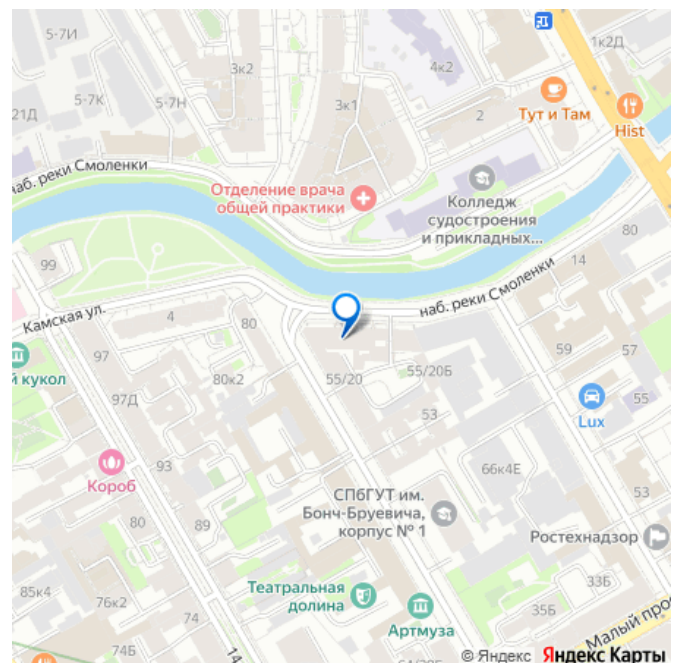 5-7И
1к2Д
3к2
4к2
21Д
5-7К
5-7Н
3к1
2
Тут и Там
Hist
наб. реки Смоленки
Отделение врача
общей практики
Колледж
судостроения
и прикладных...
80
99
14
наб. реки Смоленки
Камская ул.
4
80
97
59
57
й кукол
80к2
55/20
55/20Б
97Д
53
55
Lux
93
Короб
66к4Е
СПбГУТ им.
Бонч-Бруевича,
корпус № 1
53
80
89
Ростехнадзор
85к4
76к2
Театральная
долина
33Б
74
35Б
Артмуза
Малый про
74Б
14
© Яндекс Яндекс Карты